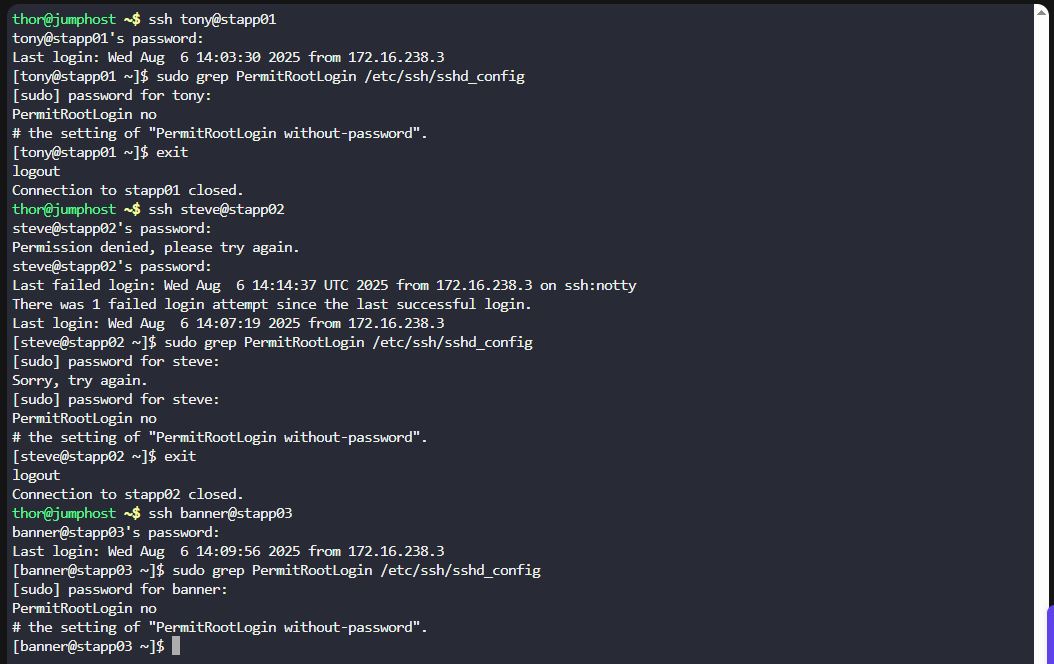 thor@jumphost ~$ ssh tony@stapp01
tony@stapp01's password:
Last login: Wed Aug  6 14:03:30 2025 from 172.16.238.3
[tony@stapp01 ~]$ sudo grep PermitRootLogin /etc/ssh/sshd_config
[sudo] password for tony:
PermitRootLogin no
# the setting of "PermitRootLogin without-password".
[tony@stapp01 ~]$ exit
logout
Connection to stapp01 closed.
thor@jumphost ~$ ssh steve@stapp02
steve@stapp02's password:
Permission denied, please try again.
steve@stapp02's password:
Last failed login: Wed Aug  6 14:14:37 UTC 2025 from 172.16.238.3 on ssh:notty
There was 1 failed login attempt since the last successful login.
Last login: Wed Aug  6 14:07:19 2025 from 172.16.238.3
[steve@stapp02 ~]$ sudo grep PermitRootLogin /etc/ssh/sshd_config
[sudo] password for steve:
Sorry, try again.
[sudo] password for steve:
PermitRootLogin no
# the setting of "PermitRootLogin without-password".
[steve@stapp02 ~]$ exit
logout
Connection to stapp02 closed.
thor@jumphost ~$ ssh banner@stapp03
banner@stapp03's password:
Last login: Wed Aug  6 14:09:56 2025 from 172.16.238.3
[banner@stapp03 ~]$ sudo grep PermitRootLogin /etc/ssh/sshd_config
[sudo] password for banner:
PermitRootLogin no
# the setting of "PermitRootLogin without-password".
[banner@stapp03 ~]$